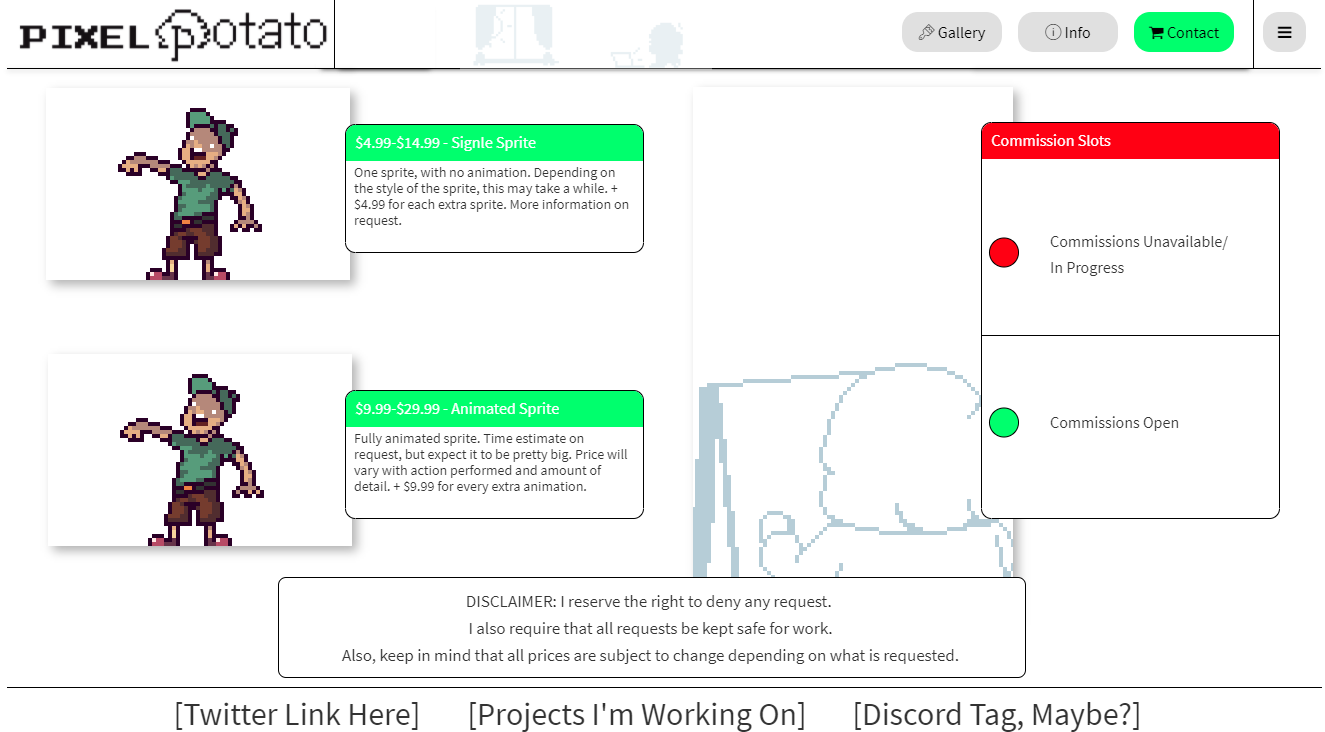 PIXEL potato
Gallery
Info
Contact
$4.99-$14.99 - Signle Sprite
One sprite, with no animation. Depending on
the style of the sprite, this may take a while. +
$4.99 for each extra sprite. More information on
request.
$9.99-$29.99 - Animated Sprite
Fully animated sprite. Time estimate on
request, but expect it to be pretty big. Price will
vary with action performed and amount of
detail. + $9.99 for every extra animation.
Commission Slots
Commissions Unavailable/
In Progress
Commissions Open
DISCLAIMER: I reserve the right to deny any request.
I also require that all requests be kept safe for work.
Also, keep in mind that all prices are subject to change depending on what is requested.
[Twitter Link Here]
[Projects I'm Working On]
[Discord Tag, Maybe?]